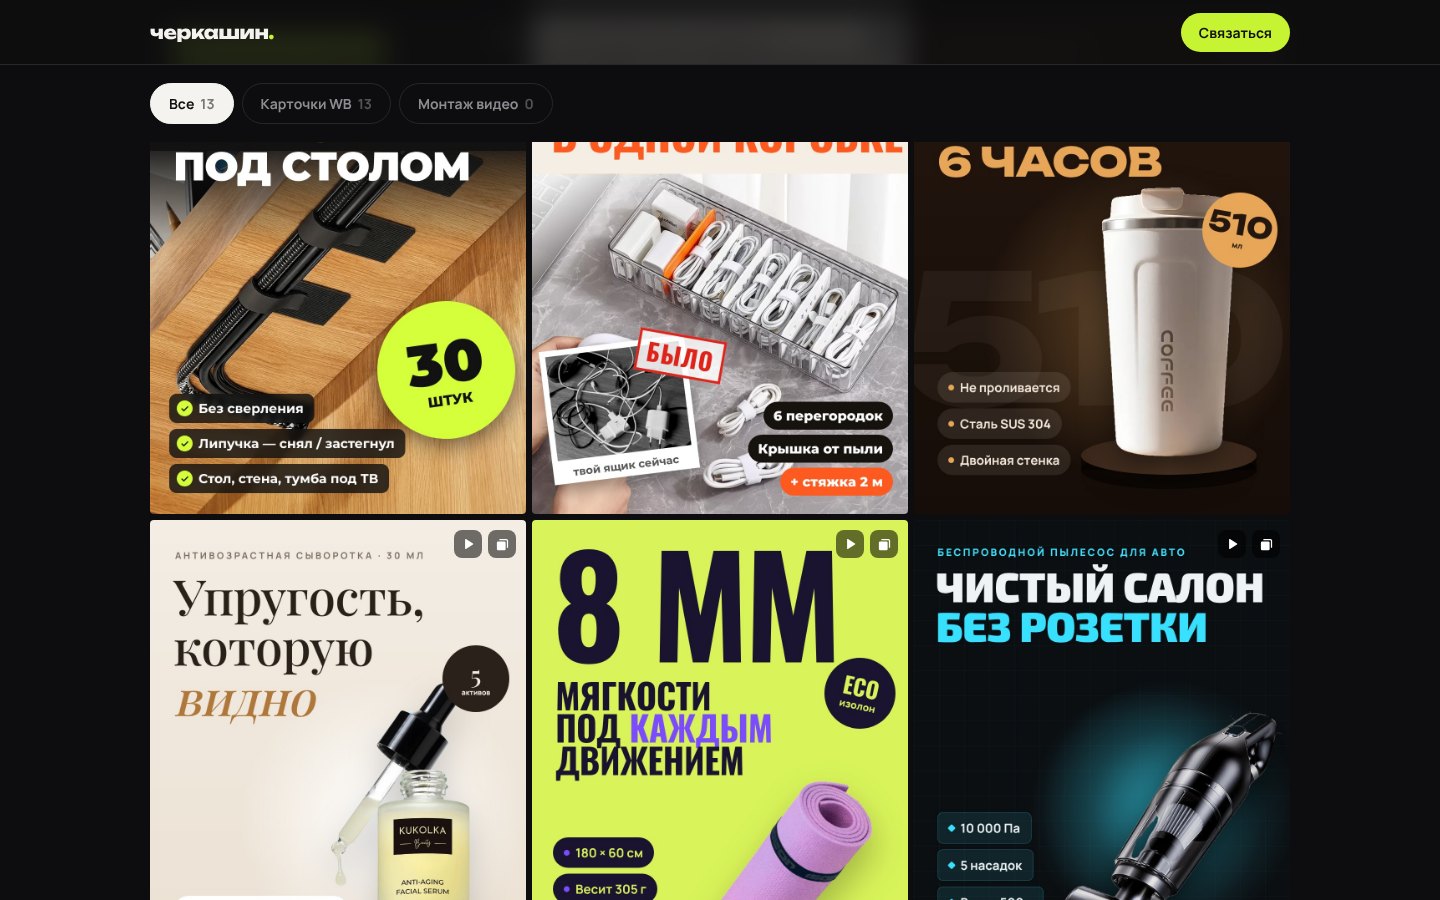 черкашин.
Связаться
Все 13
Карточки WB 13
Монтаж видео 0
ПОД СТОЛОМ
30
ШТУК
Без сверления
Липучка — снял / застегнул
Стол, стена, тумба под ТВ
В ОДНОЙ КОРОБКЕ
БЫЛО
твой ящик сейчас
6 перегородок
Крышка от пыли
+ стяжка 2 м
6 ЧАСОВ
510
мл
510
COFFEE
Не проливается
Сталь SUS 304
Двойная стенка
АНТИВОЗРАСТНАЯ СЫВОРОТКА · 30 МЛ
Упругость,
которую
видно
5
активов
KUKOLKA
Beauty
ANTI-AGING
FACIAL SERUM
8 ММ
МЯГКОСТИ
ПОД КАЖДЫМ
ДВИЖЕНИЕМ
ECO
изолон
180 × 60 см
Весит 305 г
БЕСПРОВОДНОЙ ПЫЛЕСОС ДЛЯ АВТО
ЧИСТЫЙ САЛОН
БЕЗ РОЗЕТКИ
10 000 Па
5 насадок